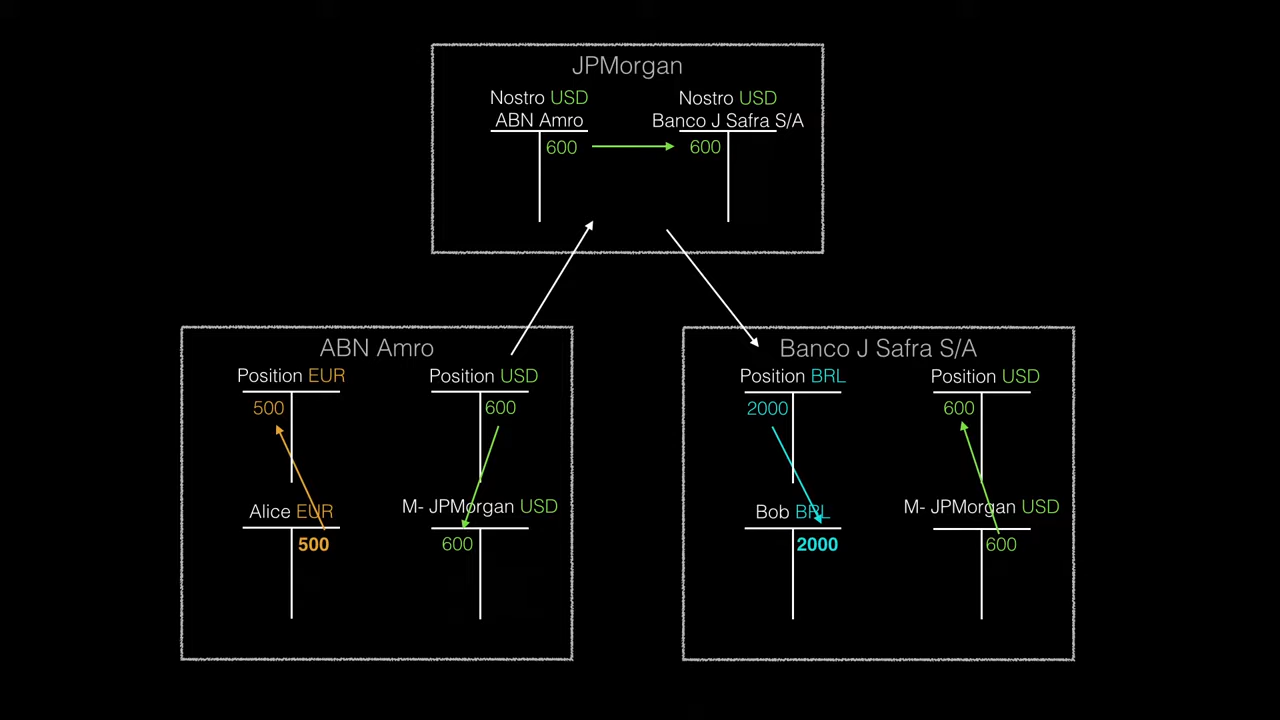 JPMorgan
Nostro USD
ABN Amro
600
Nostro USD
Banco J Safra S/A
600
ABN Amro
Position EUR
500
Position USD
600
Alice EUR
500
M- JPMorgan USD
600
Banco J Safra S/A
Position BRL
2000
Position USD
600
Bob BRL
2000
M- JPMorgan USD
600